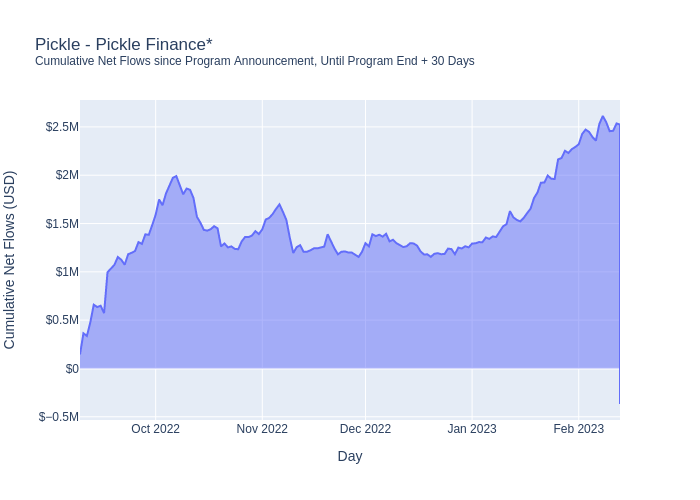 Pickle - Pickle Finance*
Cumulative Net Flows since Program Announcement, Until Program End + 30 Days
Cumulative Net Flows (USD)
$2.5M
$2M
$1.5M
$1M
$0.5M
$0
$−0.5M
Oct 2022
Nov 2022
Dec 2022
Jan 2023
Feb 2023
Day